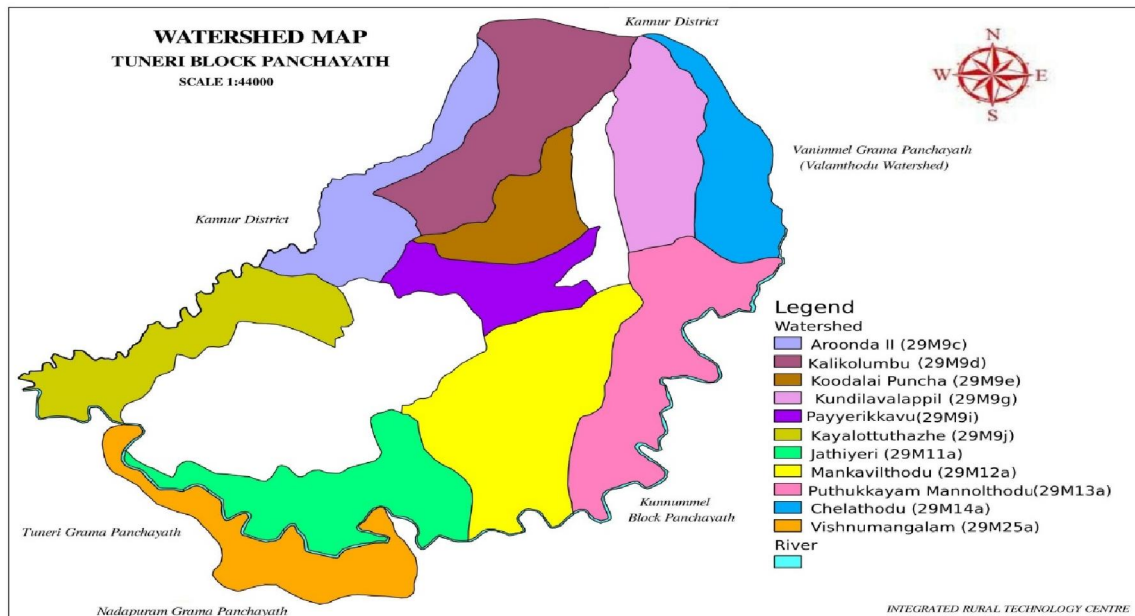 WATERSHED MAP
TUNERI BLOCK PANCHAYATH
SCALE 1:44000
Kannur District
N
W E
S
Vanimmel Grama Panchayath
(Valamthodu Watershed)
Kannur District
Legend
Watershed
Aroonda II (29M9c)
Kalikolumbu (29M9d)
Koodalai Puncha (29M9e)
Kundilavalappil (29M9g)
Payyerikkavu(29M9i)
Kayalottuthazhe (29M9j)
Jathiyeri (29M11a)
Mankavilthodu (29M12a)
Puthukkayam Mannolthodu(29M13a)
Chelathodu (29M14a)
Vishnumangalam (29M25a)
River
Kunnummel
Block Panchayath
Tuneri Grama Panchayath
Nadapuram Grama Panchayath
INTEGRATED RURAL TECHNOLOGY CENTRE